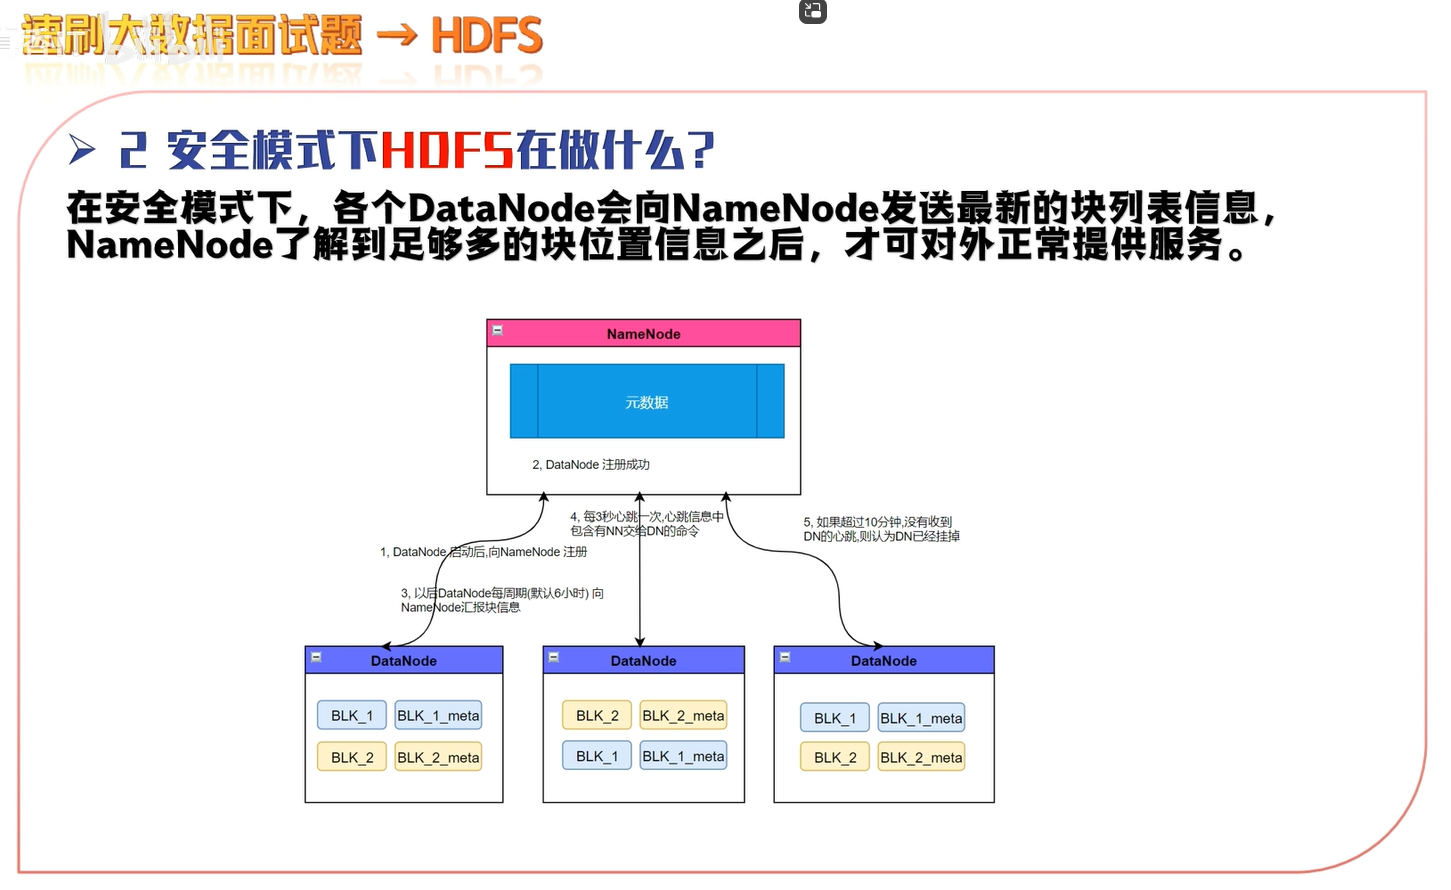 速刷大数据面试题 → HDFS
2 安全模式下HDFS在做什么?
在安全模式下，各个DataNode会向NameNode发送最新的块列表信息，
NameNode了解到足够多的块位置信息之后，才可对外正常提供服务。
NameNode
元数据
2, DataNode 注册成功
4, 每3秒心跳一次,心跳信息中
包含有NN交给DN的命令
5, 如果超过10分钟,没有收到
DN的心跳,则认为DN已经挂掉
1, DataNode 启动后,向NameNode 注册
3, 以后DataNode每周期(默认6小时) 向
NameNode汇报块信息
DataNode
BLK_1 BLK_1_meta
BLK_2 BLK_2_meta
DataNode
BLK_2 BLK_2_meta
BLK_1 BLK_1_meta
DataNode
BLK_1 BLK_1_meta
BLK_2 BLK_2_meta